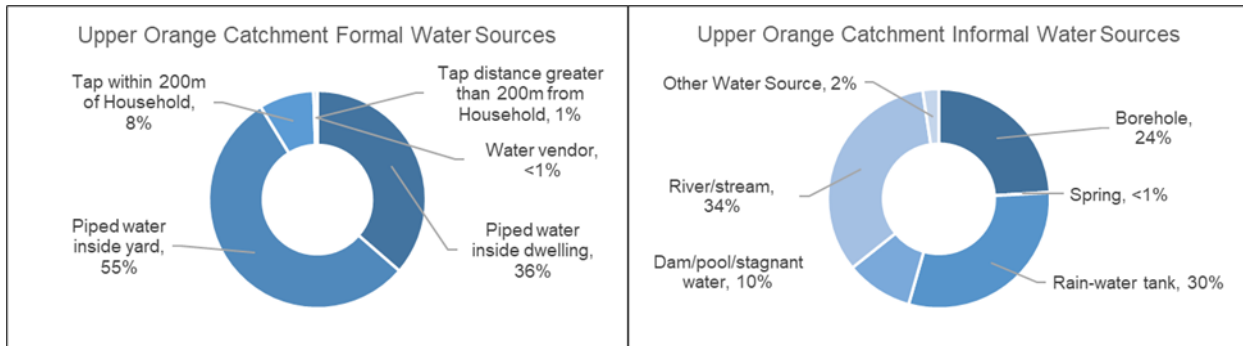 Upper Orange Catchment Formal Water Sources
Tap within 200m
of Household,
8%
Tap distance greater
than 200m from
Household, 1%
Water vendor,
<1%
Piped water
inside yard,
55%
Piped water
inside dwelling,
36%
Upper Orange Catchment Informal Water Sources
Other Water Source, 2%
Borehole,
24%
River/stream,
34%
Spring, <1%
Dam/pool/stagnant
water, 10%
Rain-water tank, 30%